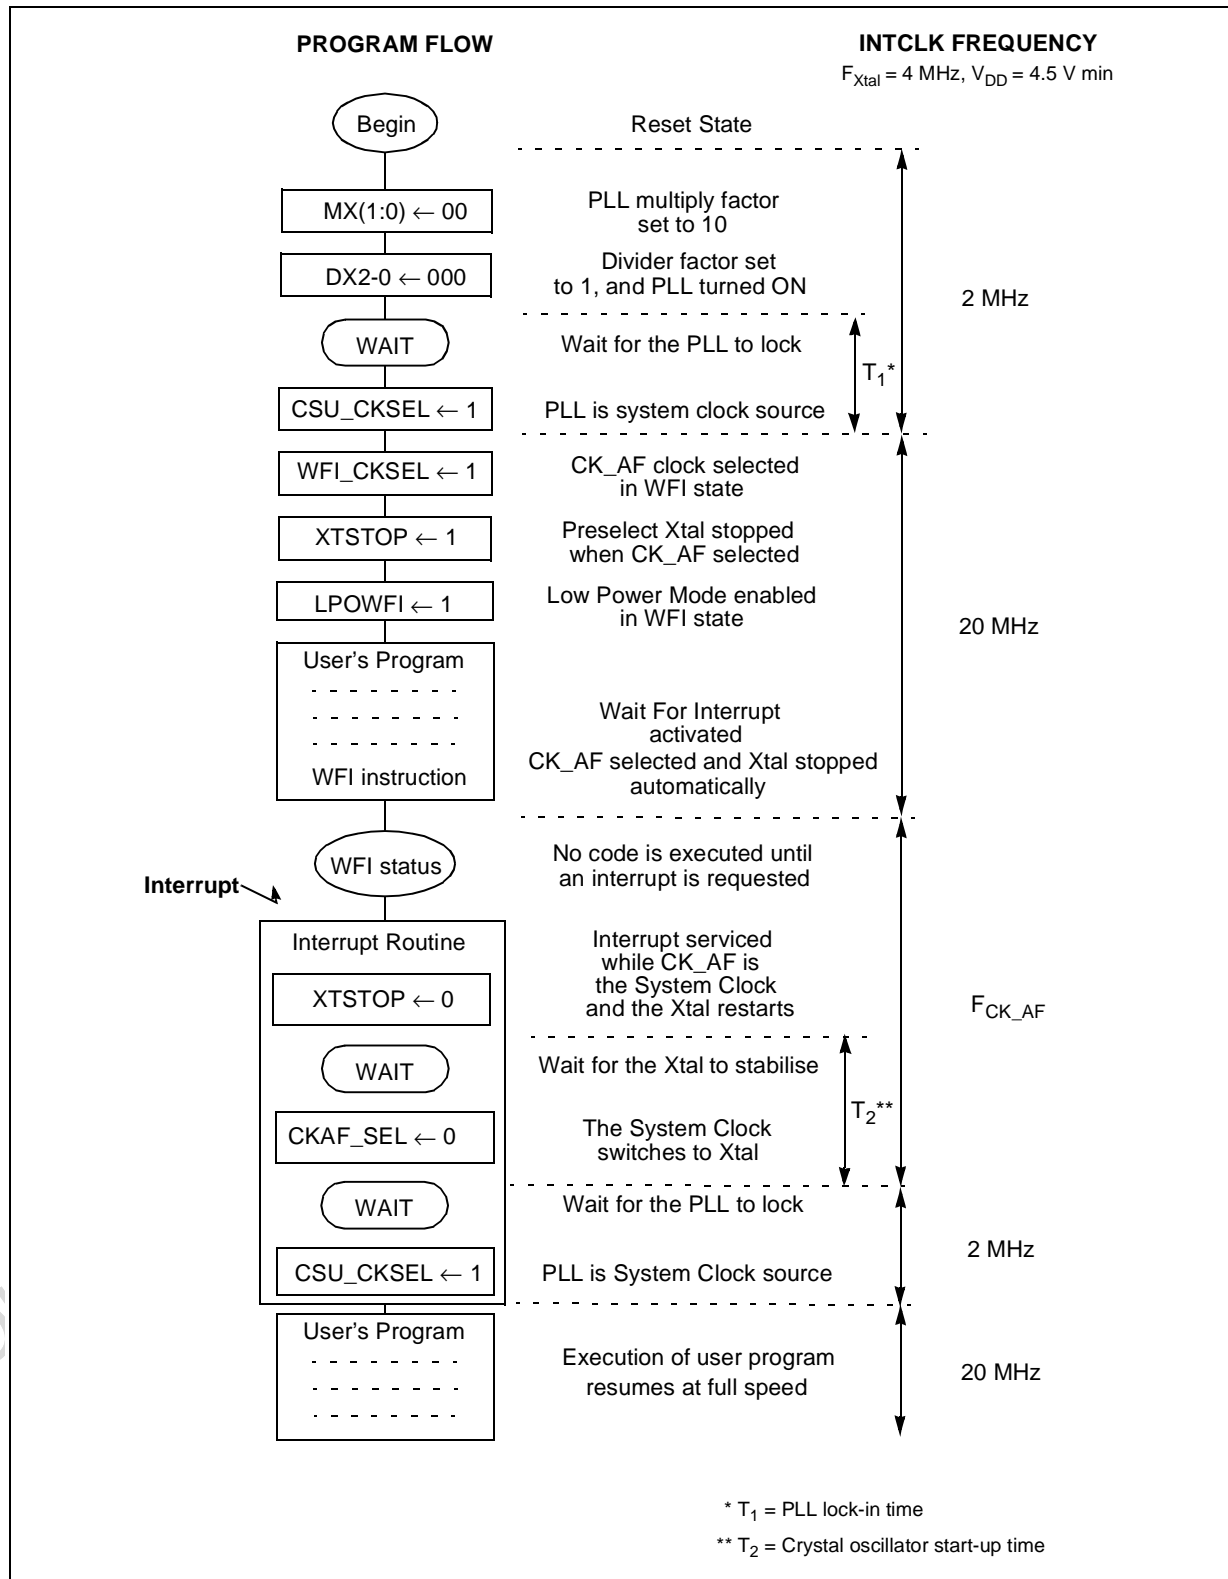 PROGRAM FLOW
INTCLK FREQUENCY
F_Xtal = 4 MHz, V_DD = 4.5 V min
Begin
Reset State
MX(1:0) ← 00
PLL multiply factor
set to 10
DX2-0 ← 000
Divider factor set
to 1, and PLL turned ON
2 MHz
WAIT
Wait for the PLL to lock
T_1*
CSU_CKSEL ← 1
PLL is system clock source
WFI_CKSEL ← 1
CK_AF clock selected
in WFI state
XTSTOP ← 1
Preselect Xtal stopped
when CK_AF selected
LPOWFI ← 1
Low Power Mode enabled
in WFI state
20 MHz
User's Program
WFI instruction
Wait For Interrupt
activated
CK_AF selected and Xtal stopped
automatically
WFI status
No code is executed until
an interrupt is requested
Interrupt
Interrupt Routine
Interrupt serviced
while CK_AF is
the System Clock
and the Xtal restarts
XTSTOP ← 0
F_CK_AF
WAIT
Wait for the Xtal to stabilise
T_2**
CKAF_SEL ← 0
The System Clock
switches to Xtal
WAIT
Wait for the PLL to lock
2 MHz
CSU_CKSEL ← 1
PLL is System Clock source
User's Program
Execution of user program
resumes at full speed
20 MHz
* T_1 = PLL lock-in time
** T_2 = Crystal oscillator start-up time